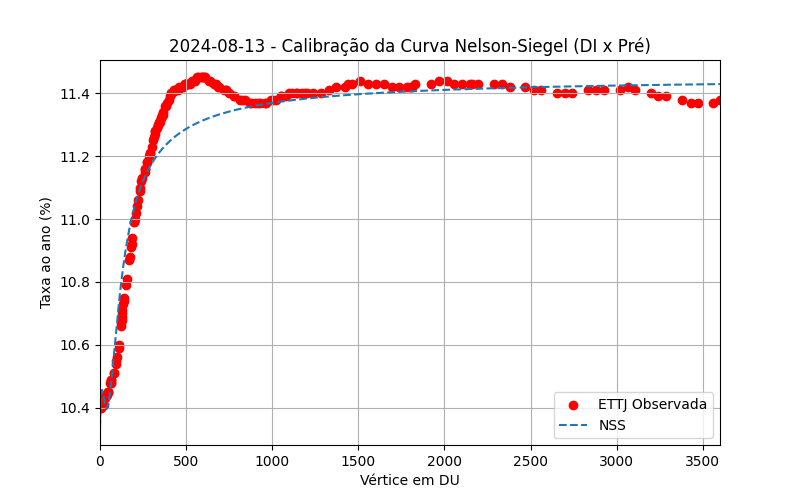 2024-08-13 - Calibração da Curva Nelson-Siegel (DI x Pré)
Taxa ao ano (%)
11.4
11.2
11.0
10.8
10.6
10.4
ETTJ Observada
NSS
0
500
1000
1500
2000
2500
3000
3500
Vértice em DU